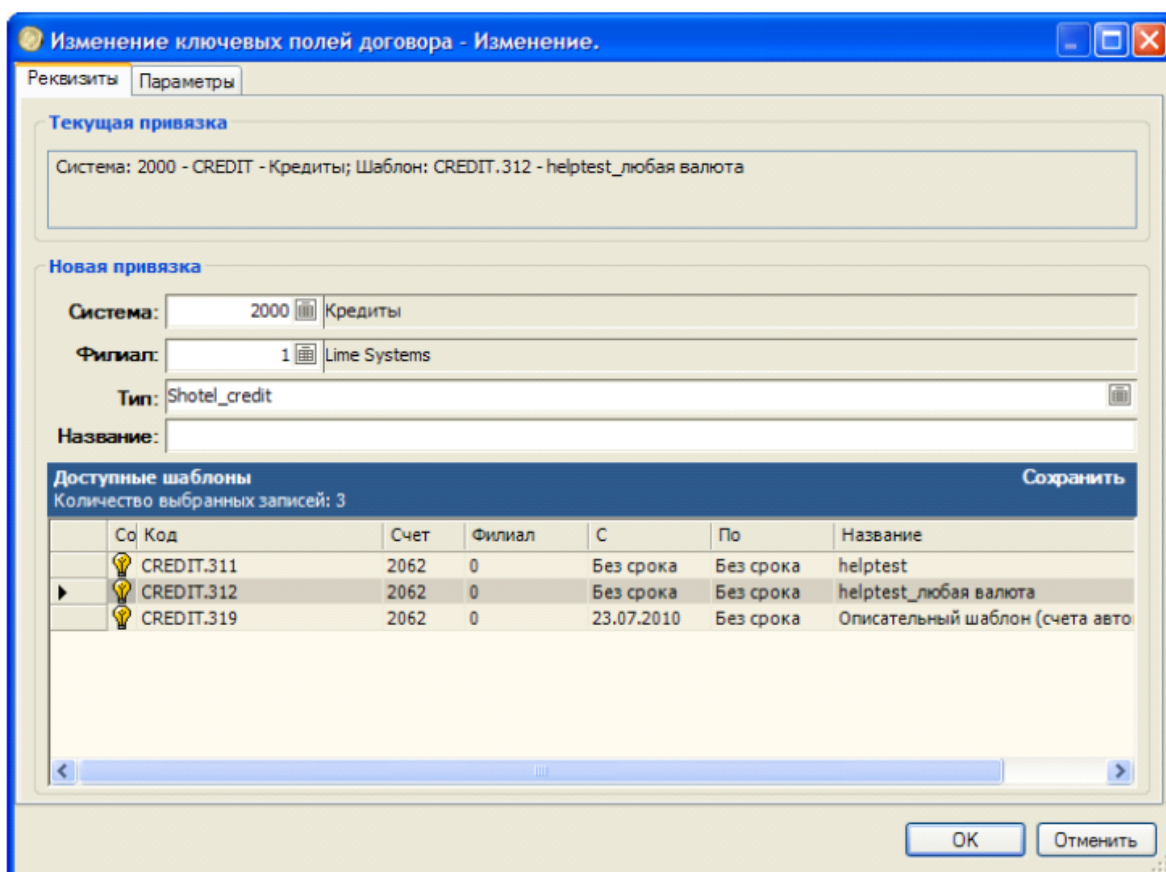 Изменение ключевых полей договора - Изменение.
Реквизиты Параметры
Текущая привязка
Система: 2000 - CREDIT - Кредиты; Шаблон: CREDIT.312 - helptest_любая валюта
Новая привязка
Система: 2000 Кредиты
Филиал: 1 Lime Systems
Тип: Shotel_credit
Название:
Доступные шаблоны Сохранить
Количество выбранных записей: 3
Со Код Счет Филиал С По Название
CREDIT.311 2062 0 Без срока Без срока helptest
CREDIT.312 2062 0 Без срока Без срока helptest_любая валюта
CREDIT.319 2062 0 23.07.2010 Без срока Описательный шаблон (счета авто
OK Отменить